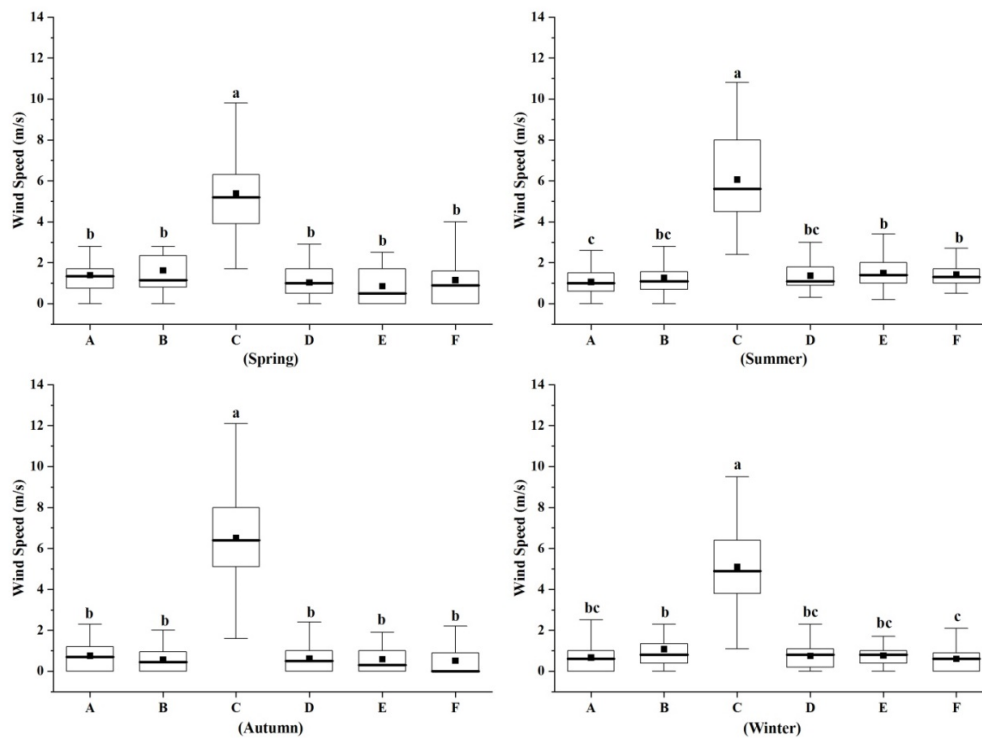 14
12
10
8
6
4
2
0
Wind Speed (m/s)
b
b
a
b
b
b
A B C D E F
(Spring)
14
12
10
8
6
4
2
0
Wind Speed (m/s)
c
bc
a
bc
b
b
A B C D E F
(Summer)
14
12
10
8
6
4
2
0
Wind Speed (m/s)
b
b
a
b
b
b
A B C D E F
(Autumn)
14
12
10
8
6
4
2
0
Wind Speed (m/s)
bc
b
a
bc
bc
c
A B C D E F
(Winter)